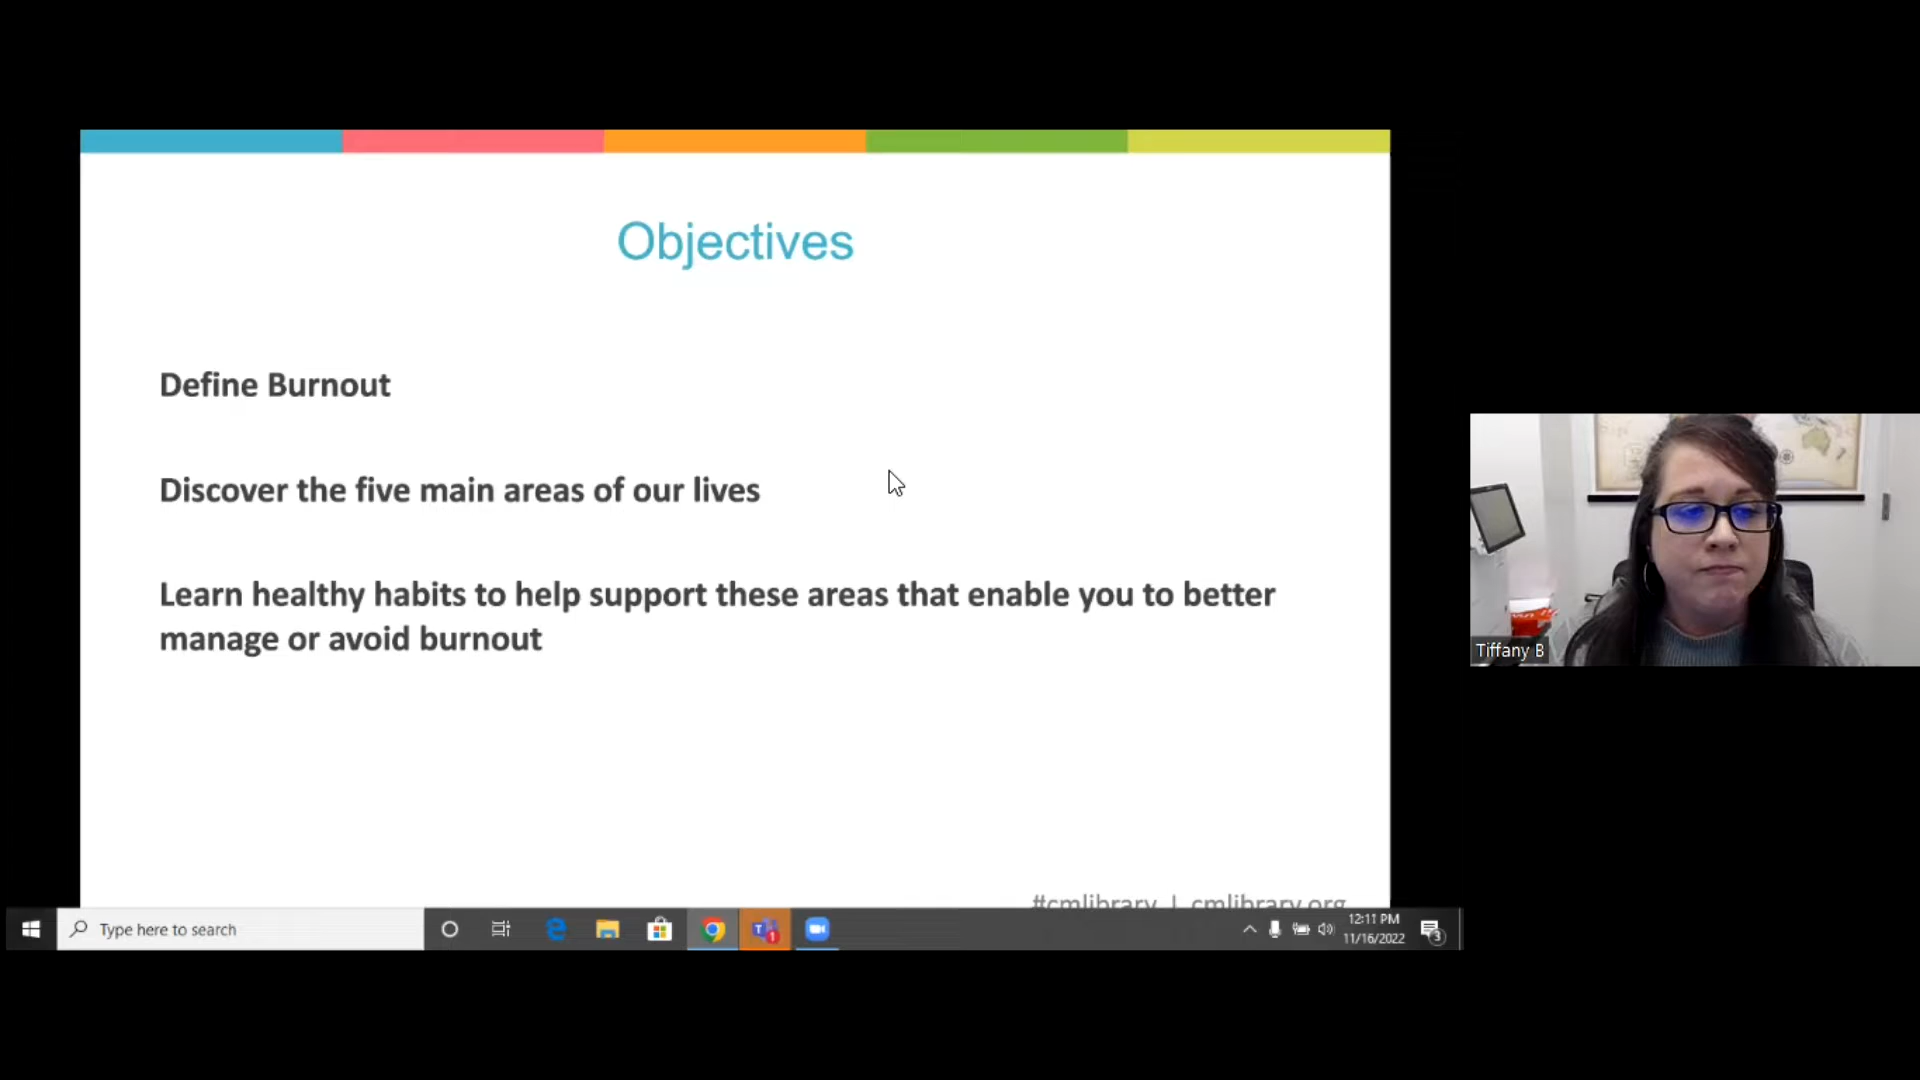 Objectives
Define Burnout
Discover the five main areas of our lives
Learn healthy habits to help support these areas that enable you to better
manage or avoid burnout
#cmlibrary | cmlibrary.org
Tiffany B
Type here to search
1
12:11 PM
11/16/2022
3